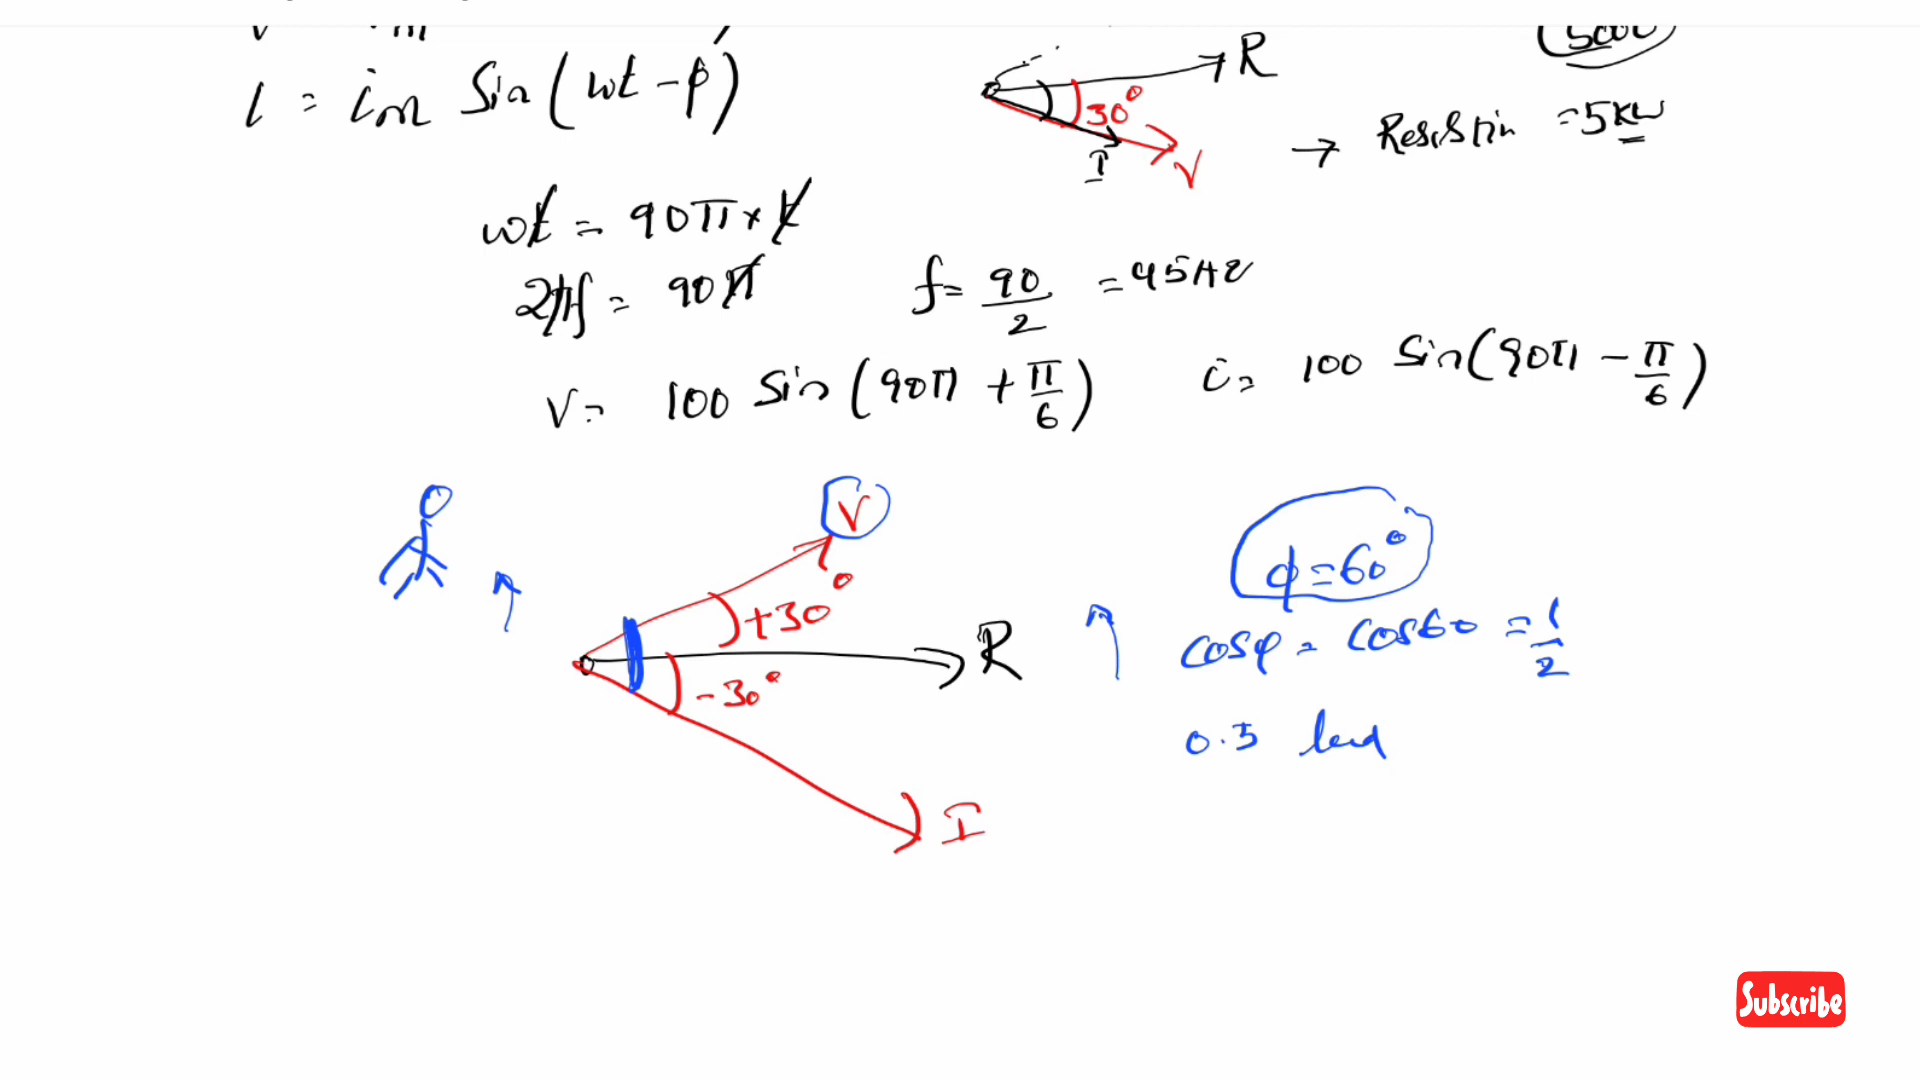 i = im Sin(wt - φ)
R
30°
I
V
→ Resistin = 5kw
wt = 90π × t
2πf = 90π
f = 90/2 = 45Hz
V = 100 Sin(90π + π/6)
i = 100 Sin(90π - π/6)
V
+30°
R
-30°
I
φ = 60°
cosφ = cos60 = 1/2
0.5 lead
Subscribe